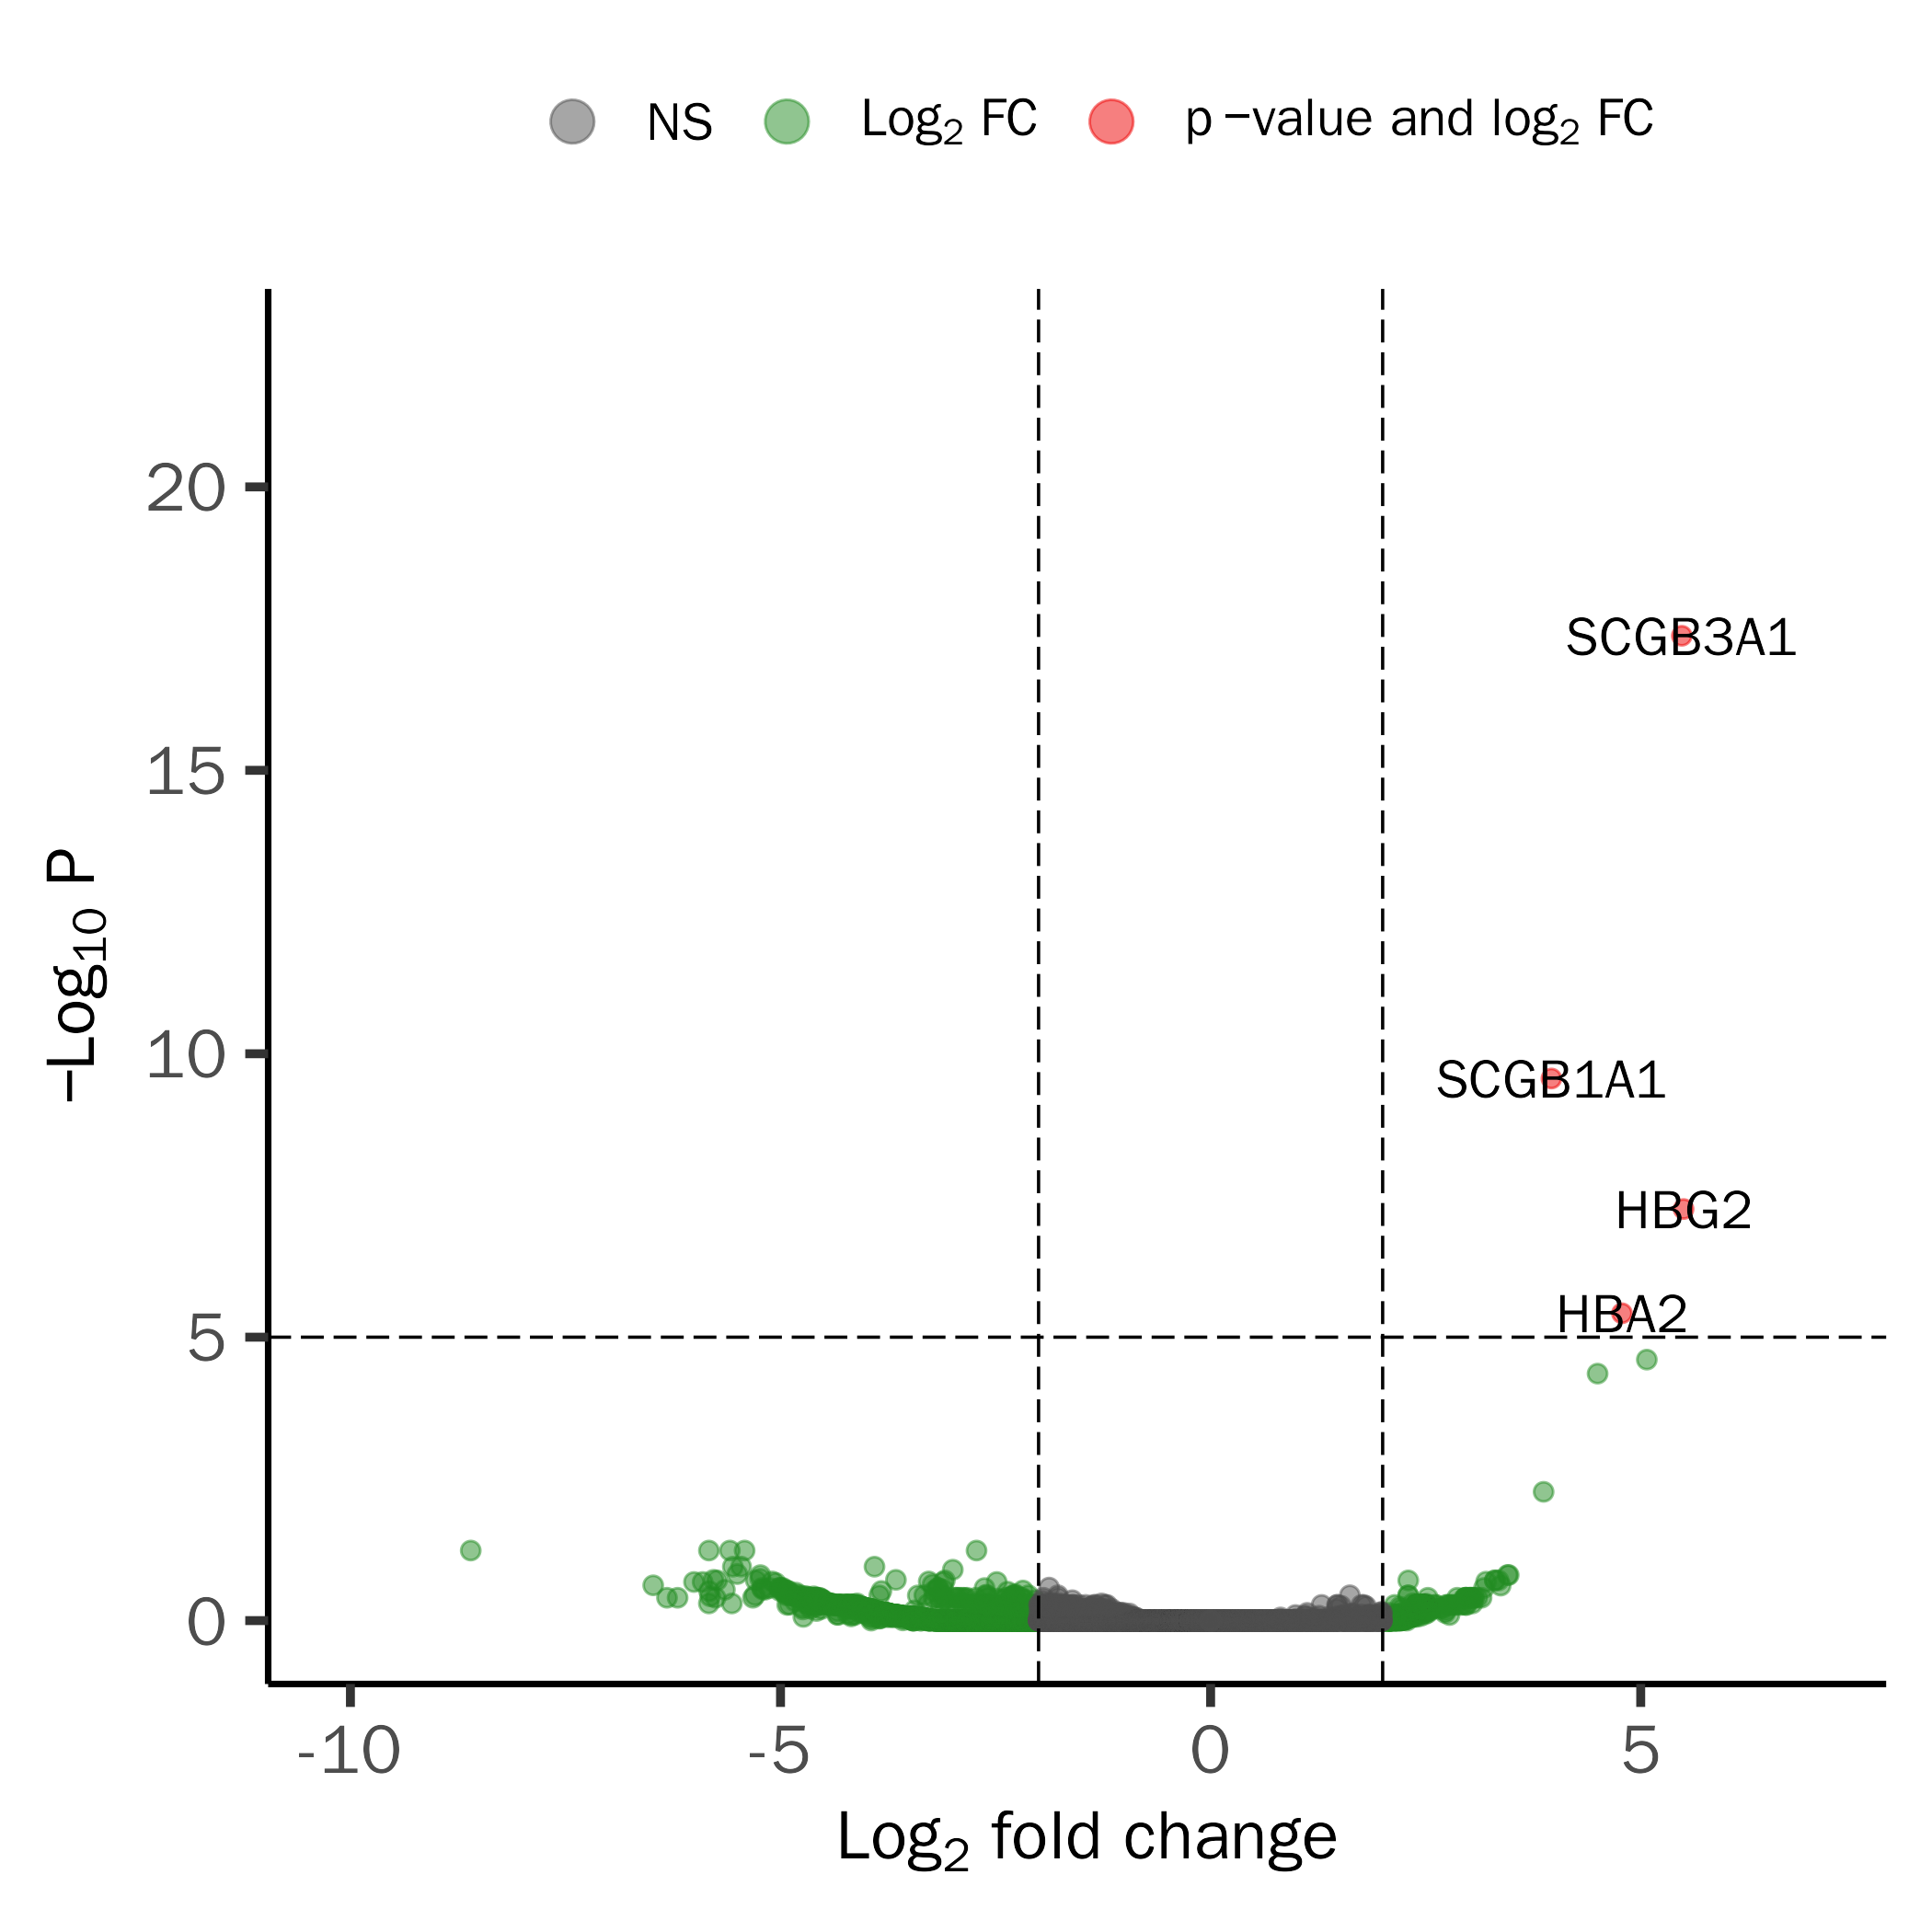 NS Log₂ FC p −value and log₂ FC
20
15
10
5
0
−Log₁₀ P
SCGB3A1
SCGB1A1
HBG2
HBA2
-10 -5 0 5
Log₂ fold change